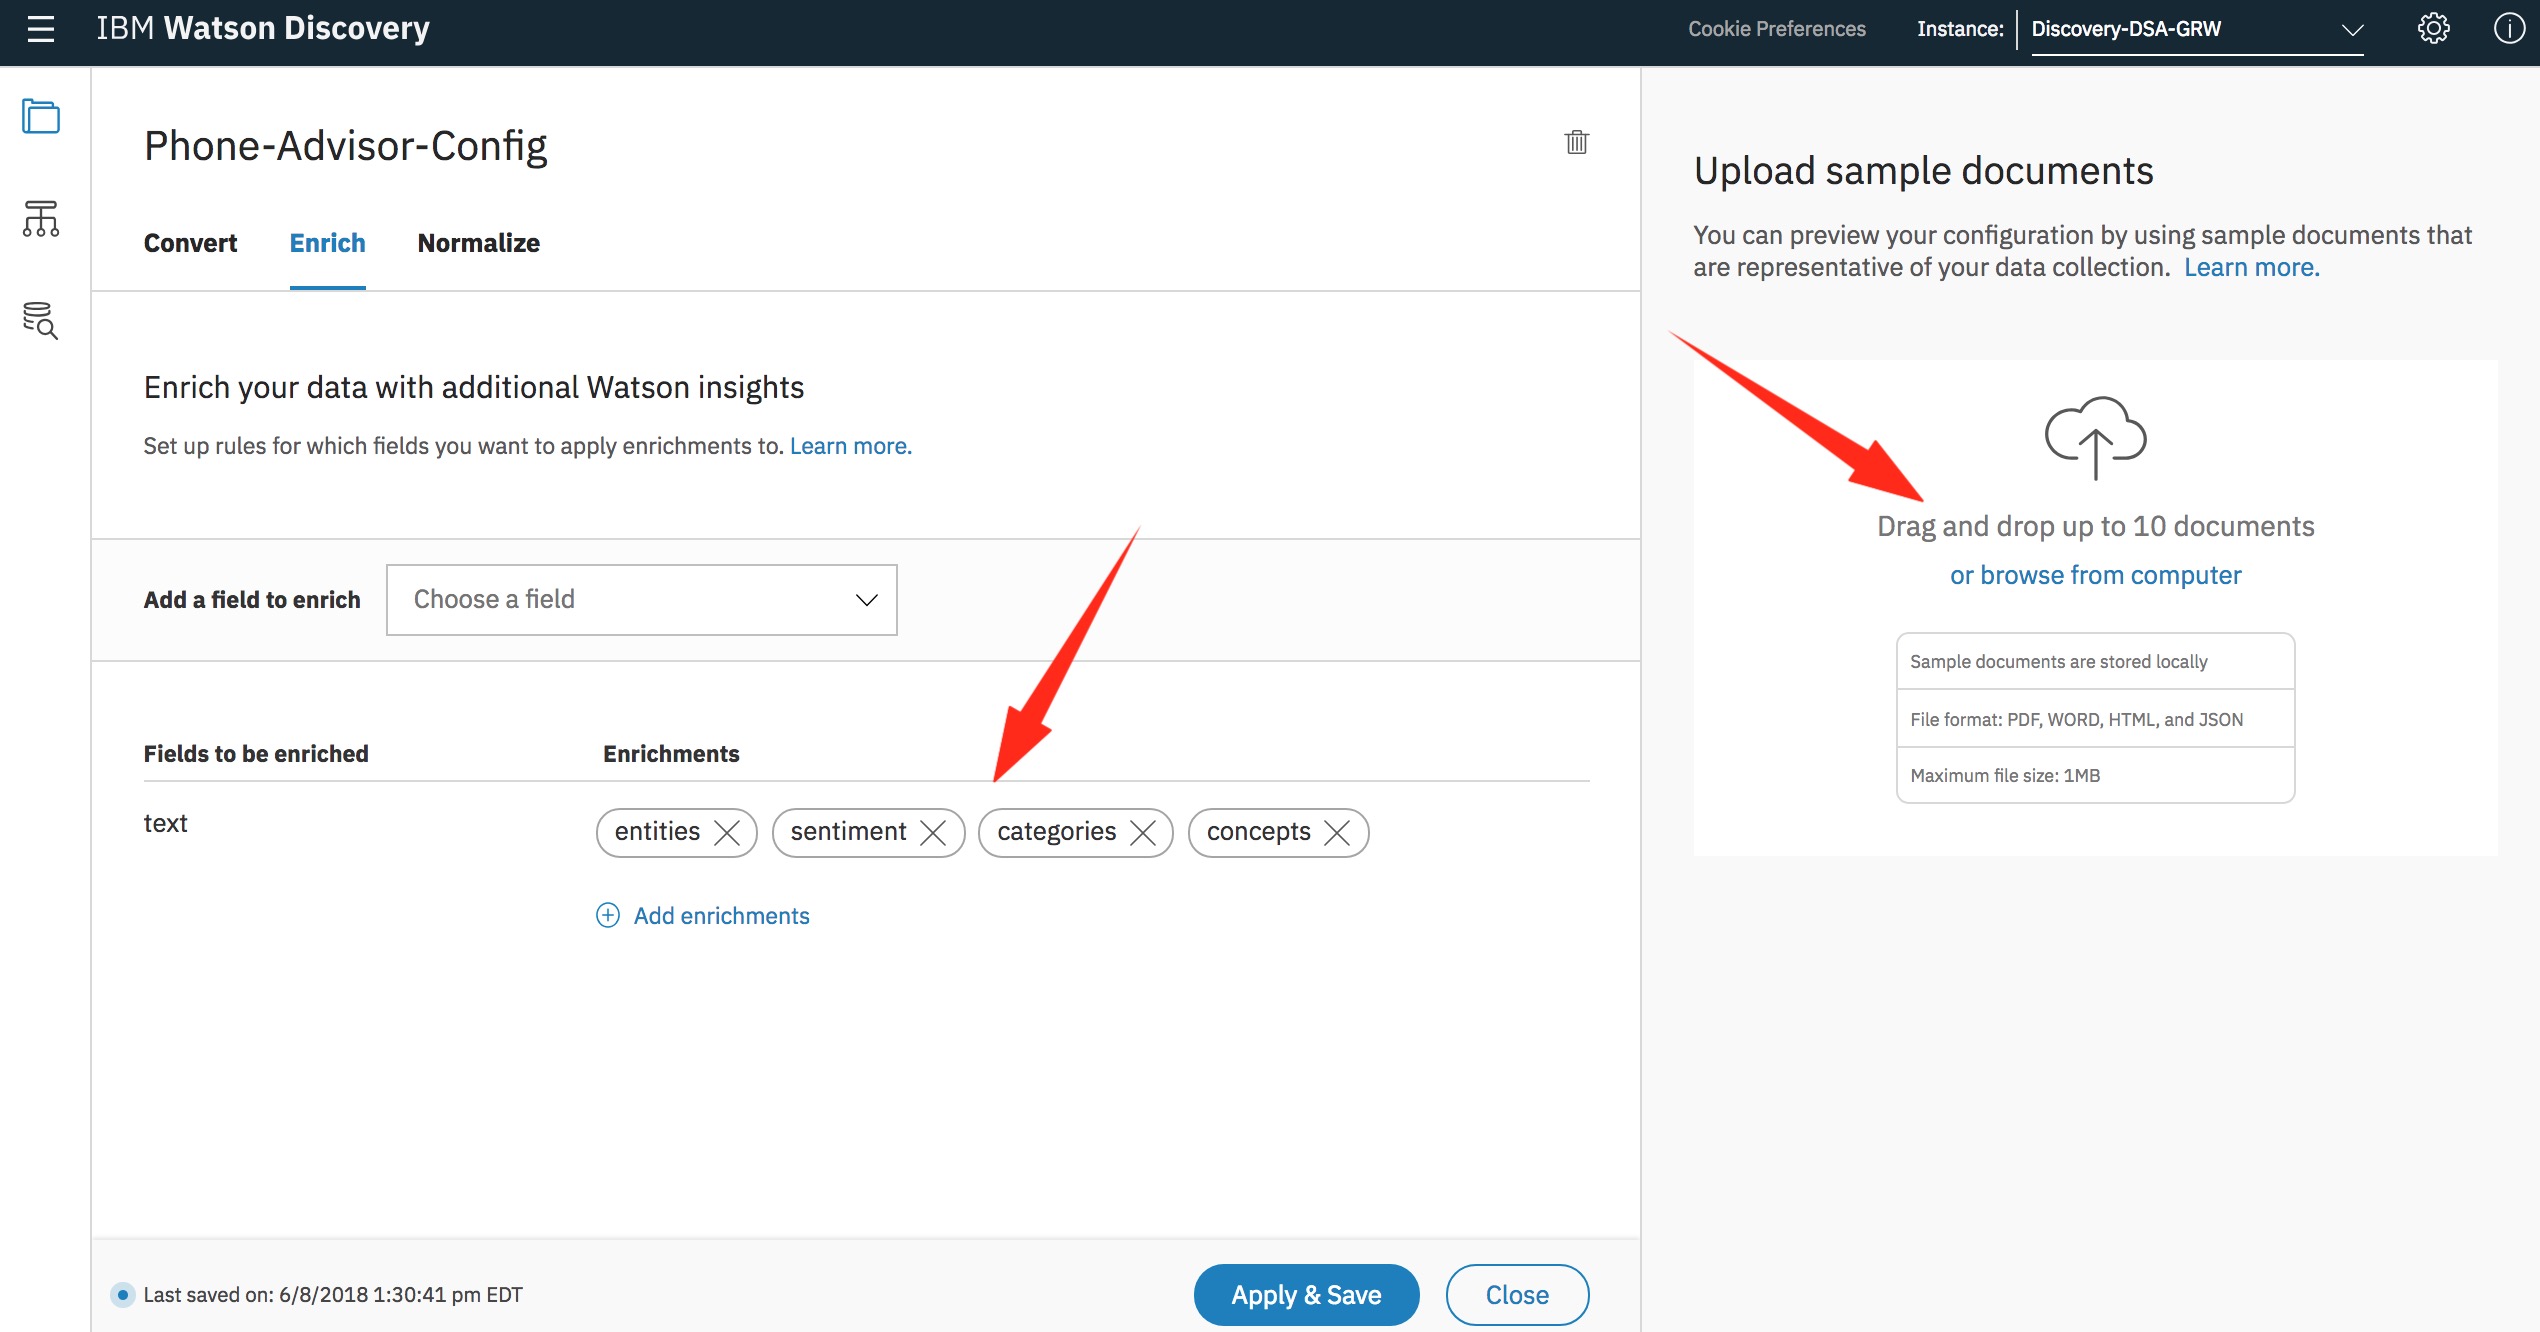 IBM Watson Discovery
Cookie Preferences
Instance:
Discovery-DSA-GRW
Phone-Advisor-Config
Convert
Enrich
Normalize
Enrich your data with additional Watson insights
Set up rules for which fields you want to apply enrichments to. Learn more.
Add a field to enrich
Choose a field
Fields to be enriched
Enrichments
text
entities
sentiment
categories
concepts
Add enrichments
Last saved on: 6/8/2018 1:30:41 pm EDT
Apply & Save
Close
Upload sample documents
You can preview your configuration by using sample documents that
are representative of your data collection. Learn more.
Drag and drop up to 10 documents
or browse from computer
Sample documents are stored locally
File format: PDF, WORD, HTML, and JSON
Maximum file size: 1MB